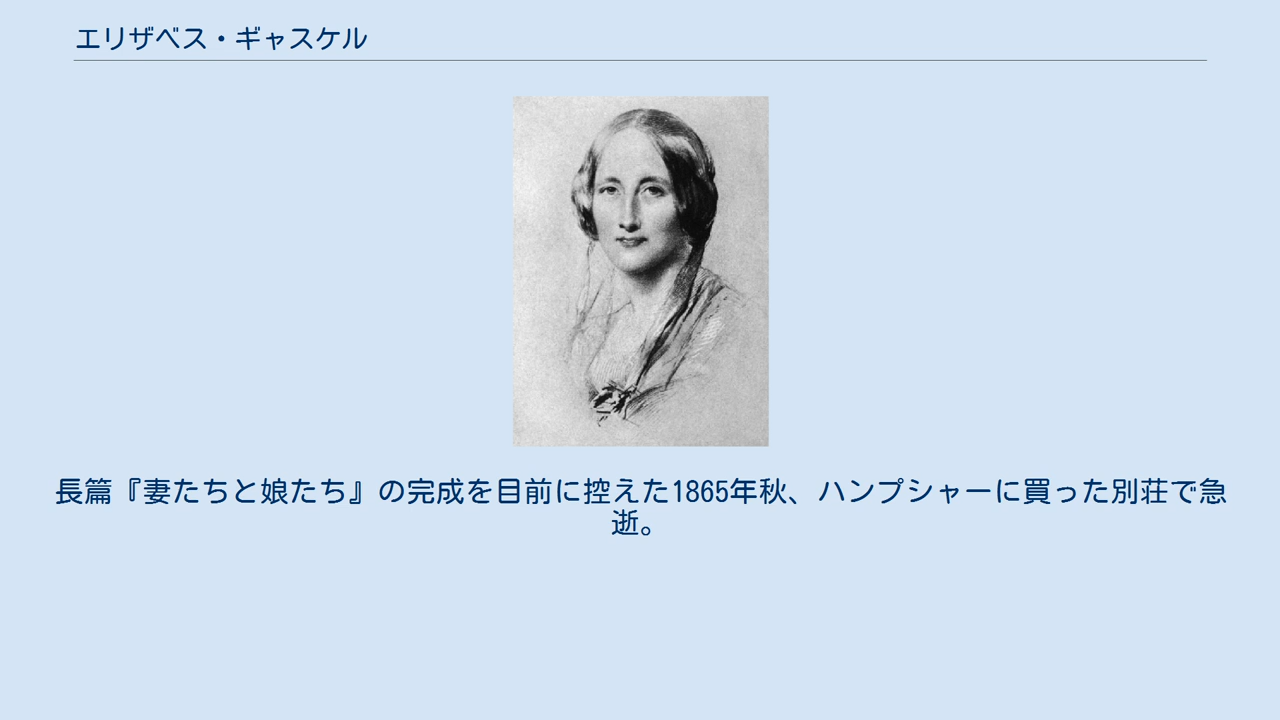 エリザベス・ギャスケル
長篇『妻たちと娘たち』の完成を目前に控えた1865年秋、ハンプシャーに買った別荘で急
逝。